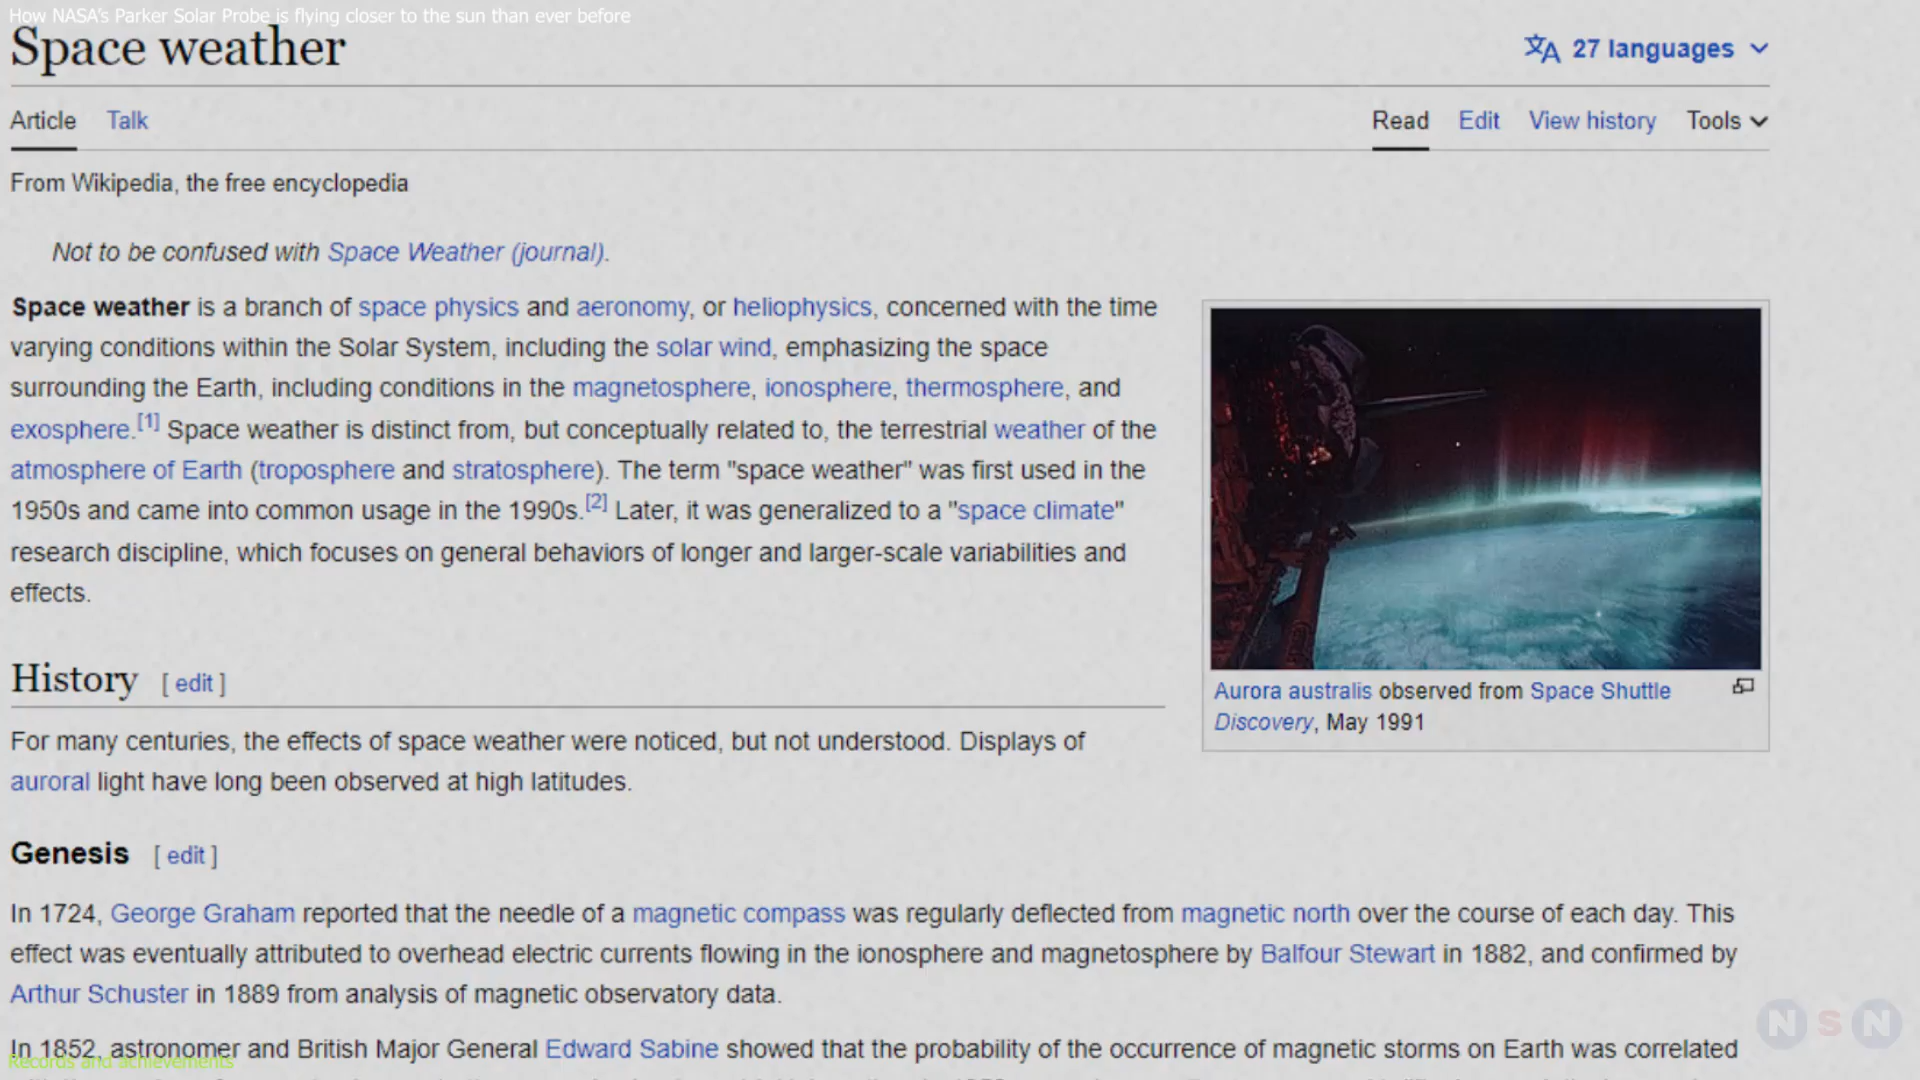 How NASA's Parker Solar Probe is flying closer to the sun than ever before
Space weather
27 languages
Article Talk
Read Edit View history Tools
From Wikipedia, the free encyclopedia
Not to be confused with Space Weather (journal).
Space weather is a branch of space physics and aeronomy, or heliophysics, concerned with the time
varying conditions within the Solar System, including the solar wind, emphasizing the space
surrounding the Earth, including conditions in the magnetosphere, ionosphere, thermosphere, and
exosphere.[1] Space weather is distinct from, but conceptually related to, the terrestrial weather of the
atmosphere of Earth (troposphere and stratosphere). The term "space weather" was first used in the
1950s and came into common usage in the 1990s.[2] Later, it was generalized to a "space climate"
research discipline, which focuses on general behaviors of longer and larger-scale variabilities and
effects.
Aurora australis observed from Space Shuttle
Discovery, May 1991
History [ edit ]
For many centuries, the effects of space weather were noticed, but not understood. Displays of
auroral light have long been observed at high latitudes.
Genesis [ edit ]
In 1724, George Graham reported that the needle of a magnetic compass was regularly deflected from magnetic north over the course of each day. This
effect was eventually attributed to overhead electric currents flowing in the ionosphere and magnetosphere by Balfour Stewart in 1882, and confirmed by
Arthur Schuster in 1889 from analysis of magnetic observatory data.
In 1852, astronomer and British Major General Edward Sabine showed that the probability of the occurrence of magnetic storms on Earth was correlated
Records and achievements
N S N